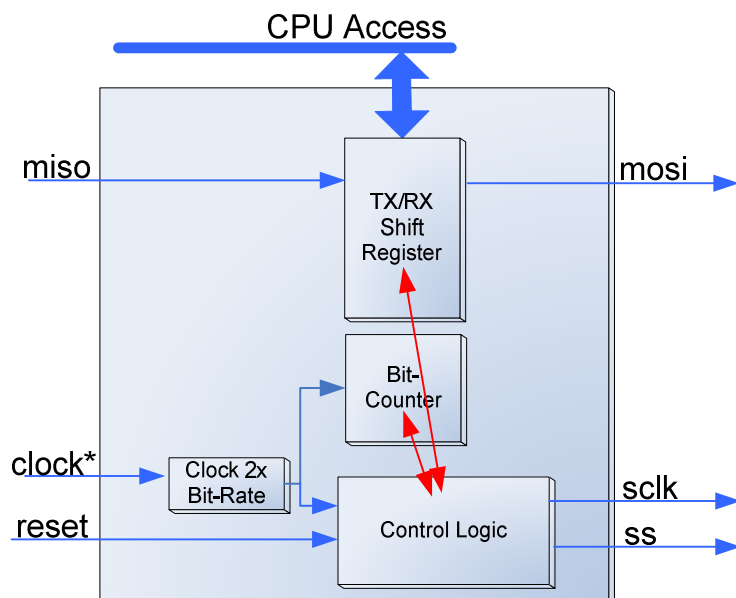 CPU Access
miso
mosi
TX/RX
Shift
Register
Bit-
Counter
clock*
Clock 2x
Bit-Rate
sclk
reset
Control Logic
ss